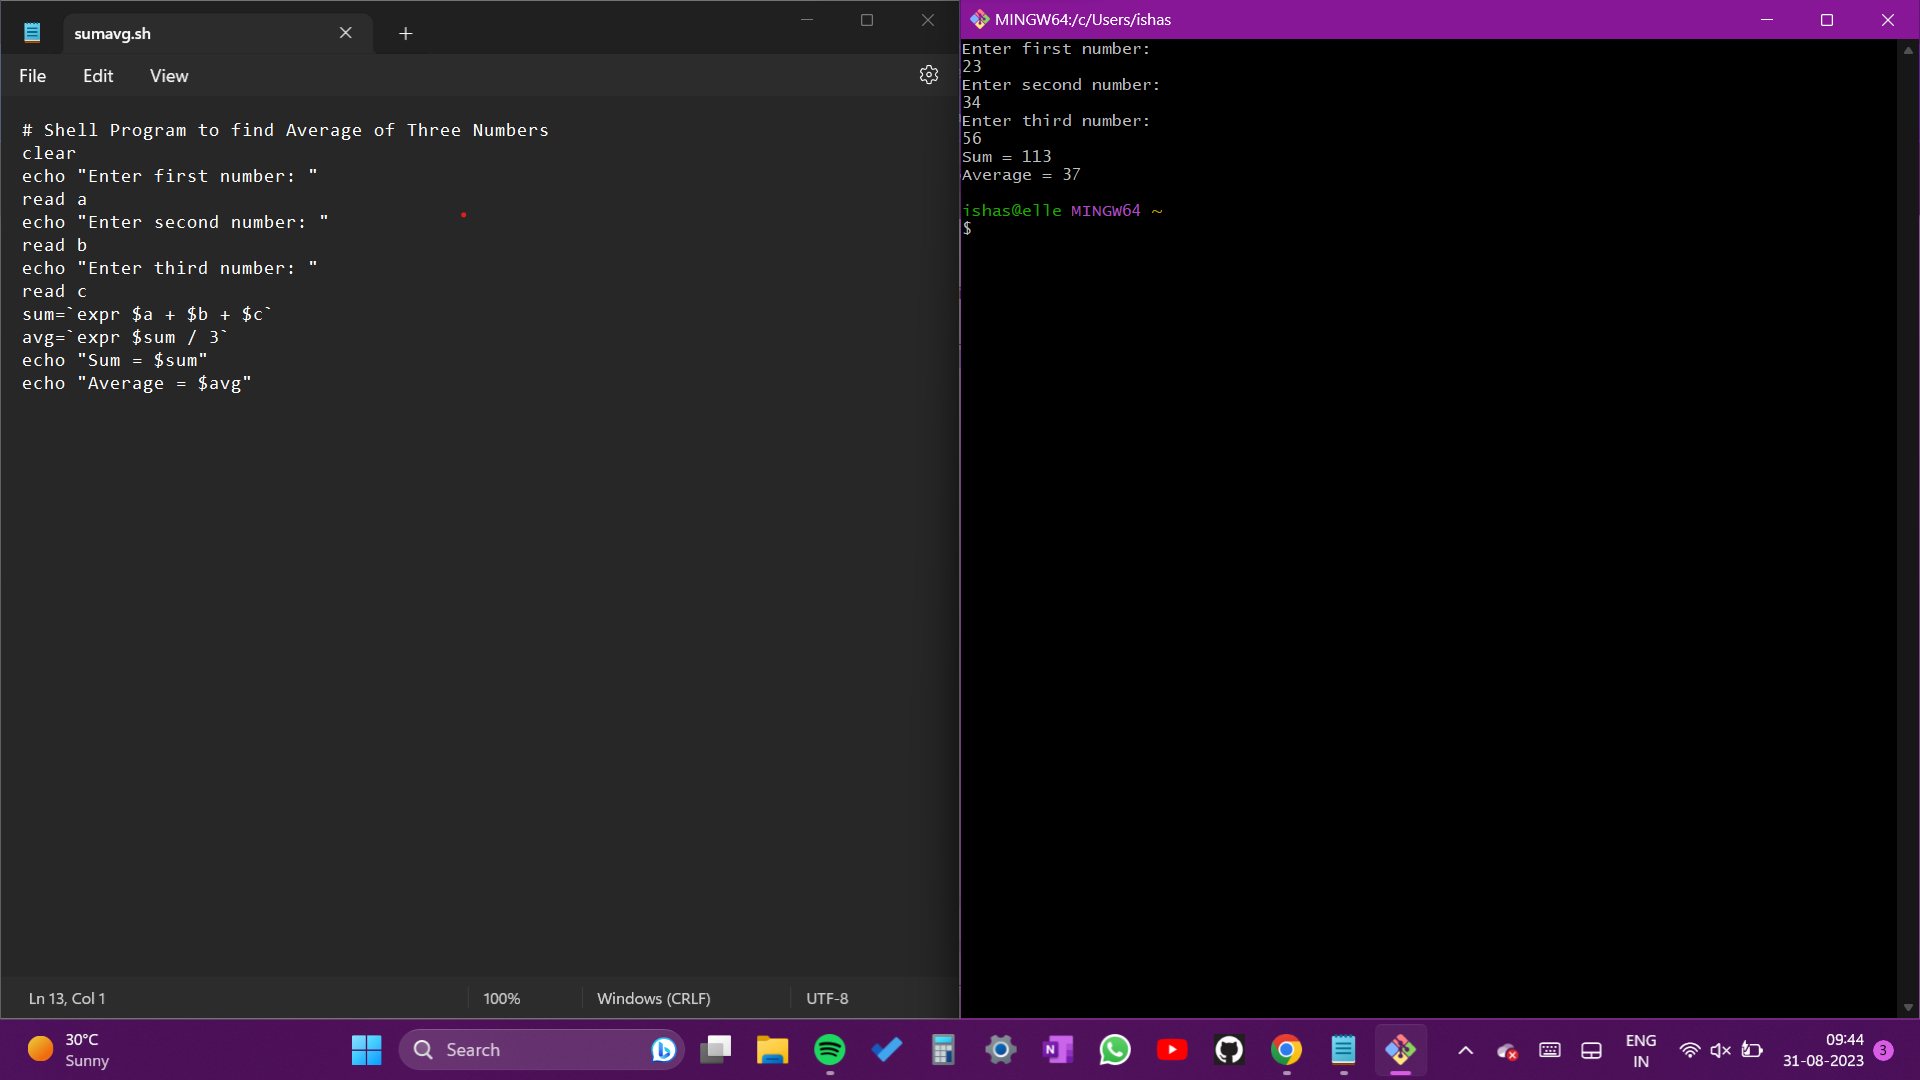 sumavg.sh
File Edit View
# Shell Program to find Average of Three Numbers
clear
echo "Enter first number: "
read a
echo "Enter second number: "
read b
echo "Enter third number: "
read c
sum=`expr $a + $b + $c`
avg=`expr $sum / 3`
echo "Sum = $sum"
echo "Average = $avg"
Ln 13, Col 1 100% Windows (CRLF) UTF-8
MINGW64:/c/Users/ishas
Enter first number:
23
Enter second number:
34
Enter third number:
56
Sum = 113
Average = 37
ishas@elle MINGW64 ~
$
30°C
Sunny
Search
ENG
IN
09:44
31-08-2023
3